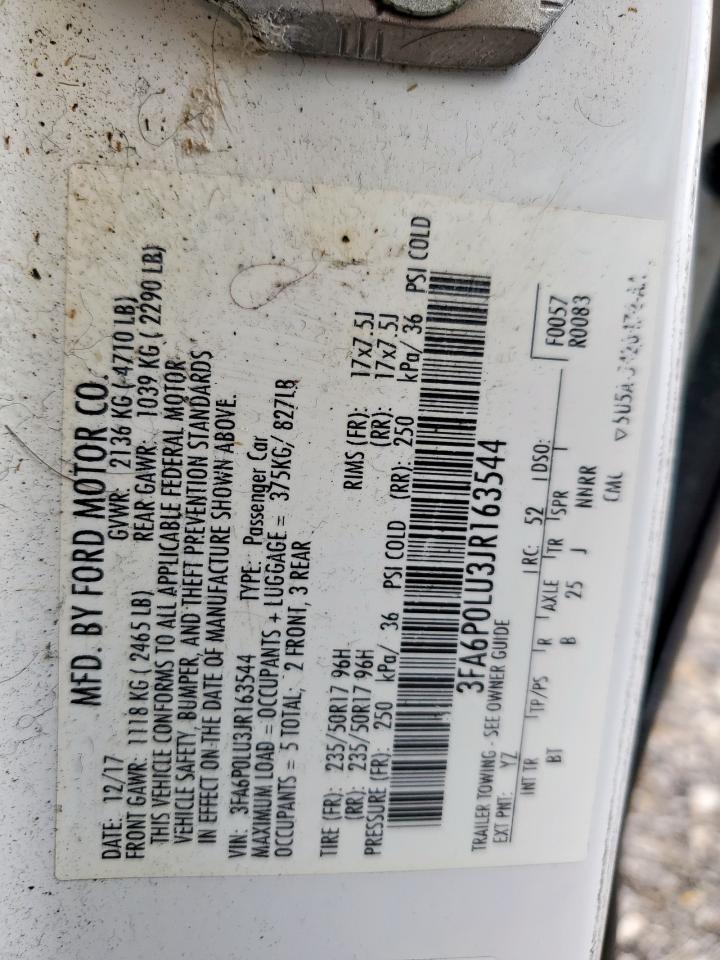 MFD. BY FORD MOTOR CO.
DATE: 12/17 GVWR: 2136 KG ( 4710 LB)
FRONT GAWR: 1118 KG ( 2465 LB) REAR GAWR: 1039 KG ( 2290 LB)
THIS VEHICLE CONFORMS TO ALL APPLICABLE FEDERAL MOTOR
VEHICLE SAFETY, BUMPER, AND THEFT PREVENTION STANDARDS
IN EFFECT ON THE DATE OF MANUFACTURE SHOWN ABOVE.
VIN: 3FA6P0LU3JR163544 TYPE: Passenger Car
MAXIMUM LOAD = OCCUPANTS + LUGGAGE = 375KG/ 827LB
OCCUPANTS = 5 TOTAL; 2 FRONT, 3 REAR
TIRE (FR): 235/50R17 96H RIMS (FR): 17x7.5J
(RR): 235/50R17 96H (RR): 17x7.5J
PRESSURE (FR): 250 kPa/ 36 PSI COLD (RR): 250 kPa/ 36 PSI COLD
3FA6P0LU3JR163544
TRAILER TOWING - SEE OWNER GUIDE
EXT PNT: YZ RC: 52 DSO: F0057
R0083
INT TR TP/PS R AXLE TR SPR
BT B 25 J NNRR
CML